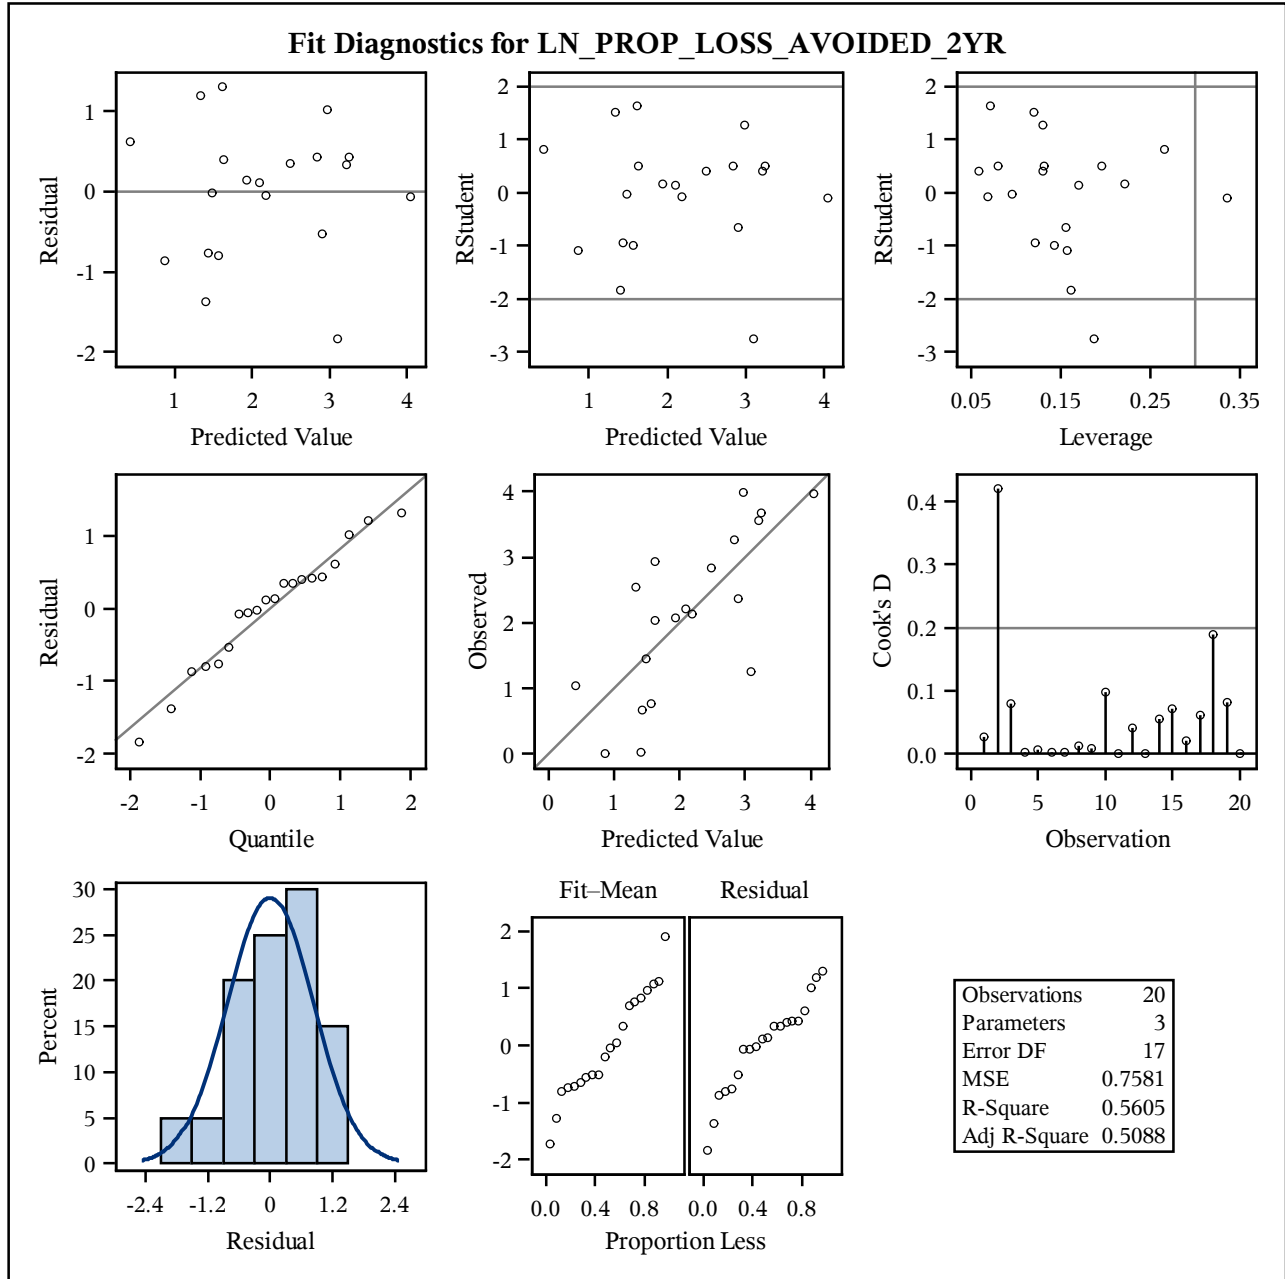 Fit Diagnostics for LN_PROP_LOSS_AVOIDED_2YR
Residual
1
0
-1
-2
1 2 3 4
Predicted Value
RStudent
2
1
0
-1
-2
-3
1 2 3 4
Predicted Value
RStudent
2
1
0
-1
-2
-3
0.05 0.15 0.25 0.35
Leverage
Residual
1
0
-1
-2
-2 -1 0 1 2
Quantile
Observed
4
3
2
1
0
0 1 2 3 4
Predicted Value
Cook's D
0.4
0.3
0.2
0.1
0.0
0 5 10 15 20
Observation
Percent
30
25
20
15
10
5
0
-2.4 -1.2 0 1.2 2.4
Residual
Fit–Mean Residual
2
1
0
-1
-2
0.0 0.4 0.8 0.0 0.4 0.8
Proportion Less
Observations 20
Parameters 3
Error DF 17
MSE 0.7581
R-Square 0.5605
Adj R-Square 0.5088